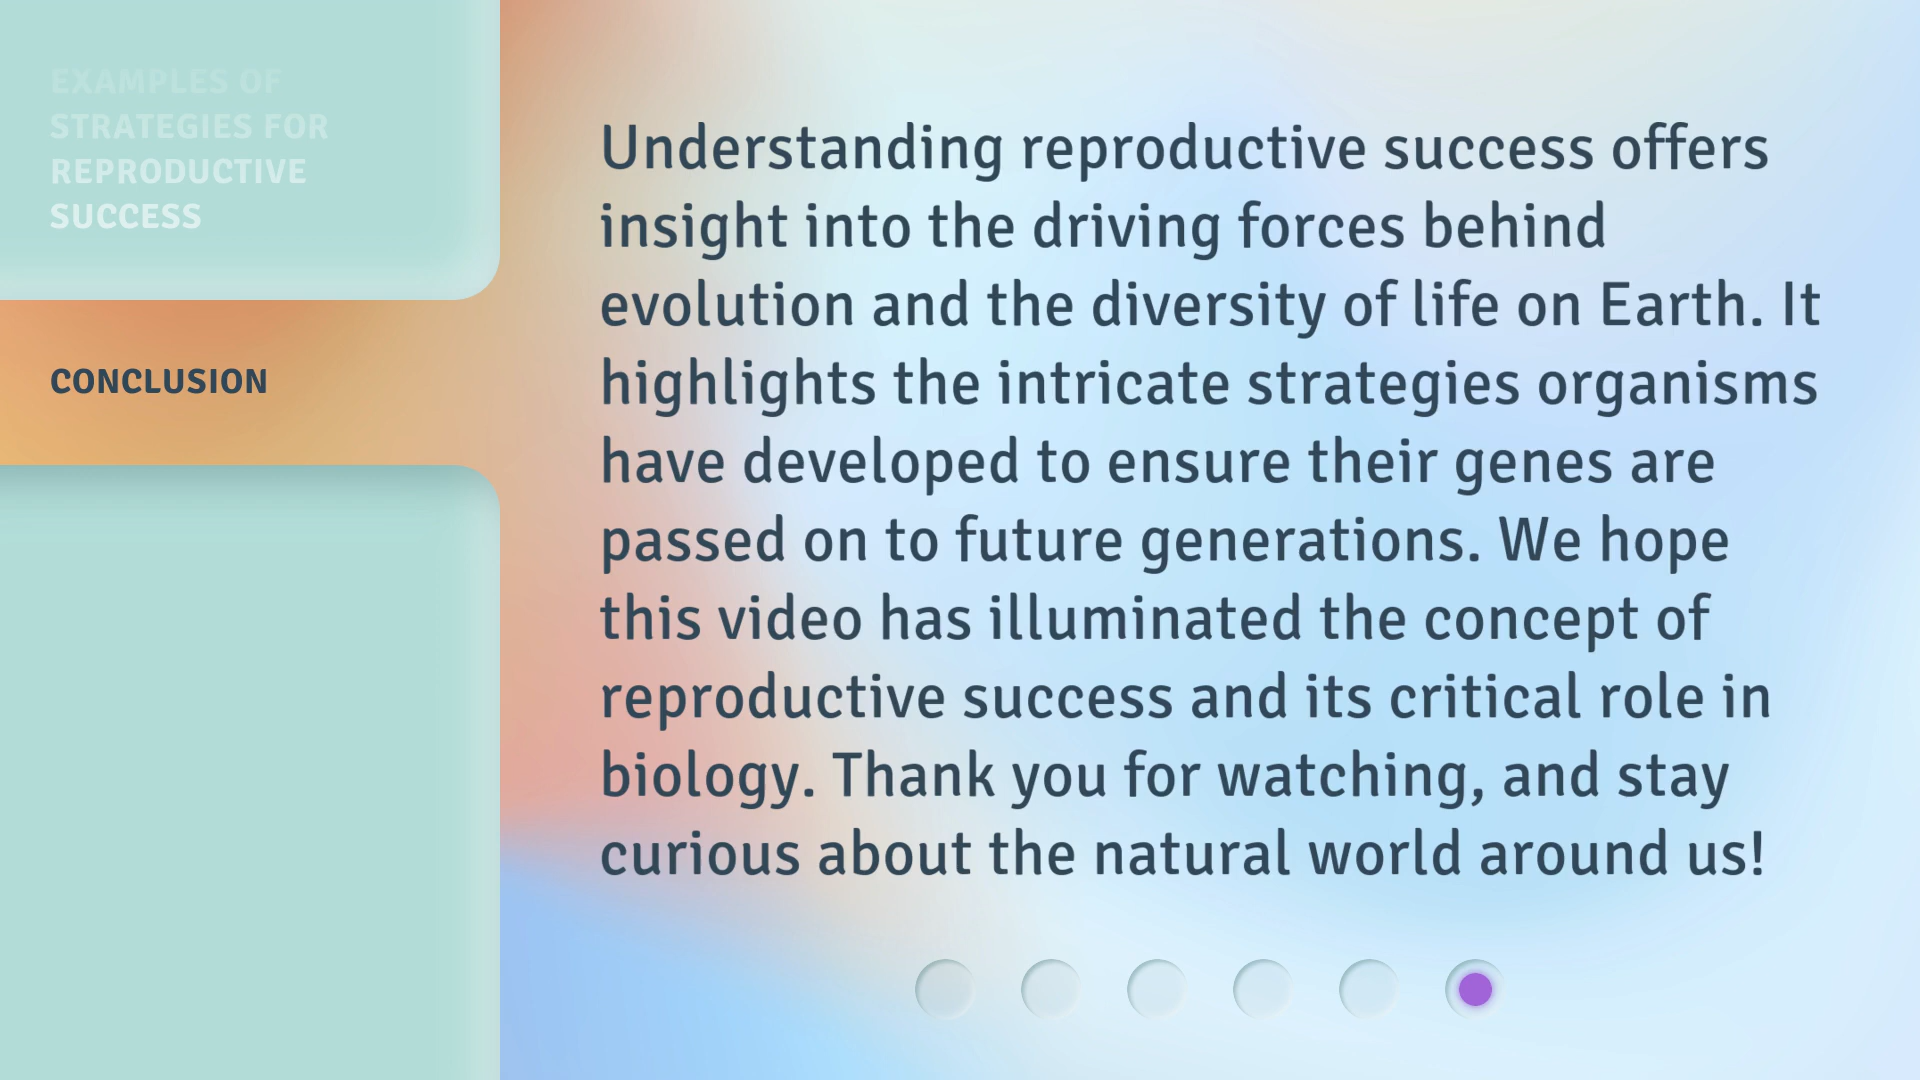 EXAMPLES OF
STRATEGIES FOR
REPRODUCTIVE
SUCCESS
CONCLUSION
Understanding reproductive success offers
insight into the driving forces behind
evolution and the diversity of life on Earth. It
highlights the intricate strategies organisms
have developed to ensure their genes are
passed on to future generations. We hope
this video has illuminated the concept of
reproductive success and its critical role in
biology. Thank you for watching, and stay
curious about the natural world around us!